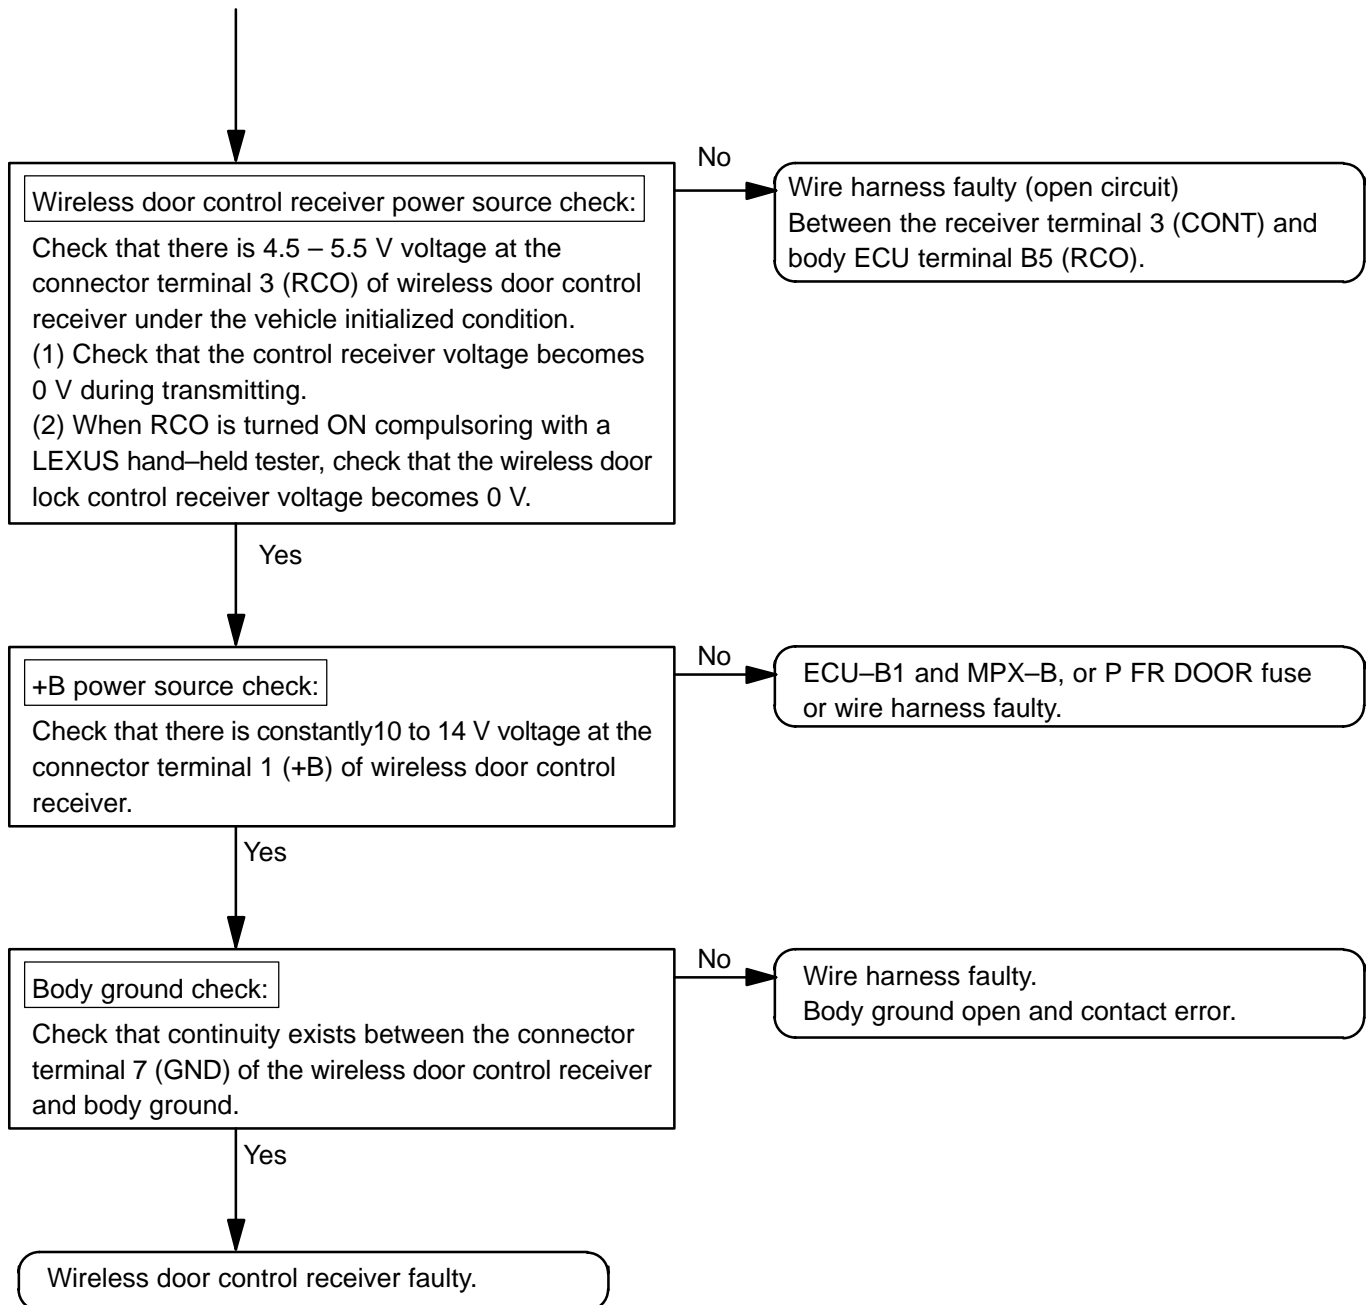 No
Wireless door control receiver power source check:
Check that there is 4.5 – 5.5 V voltage at the
connector terminal 3 (RCO) of wireless door control
receiver under the vehicle initialized condition.
(1) Check that the control receiver voltage becomes
0 V during transmitting.
(2) When RCO is turned ON compulsoring with a
LEXUS hand–held tester, check that the wireless door
lock control receiver voltage becomes 0 V.
Wire harness faulty (open circuit)
Between the receiver terminal 3 (CONT) and
body ECU terminal B5 (RCO).
Yes
No
+B power source check:
Check that there is constantly10 to 14 V voltage at the
connector terminal 1 (+B) of wireless door control
receiver.
ECU–B1 and MPX–B, or P FR DOOR fuse
or wire harness faulty.
Yes
No
Body ground check:
Check that continuity exists between the connector
terminal 7 (GND) of the wireless door control receiver
and body ground.
Wire harness faulty.
Body ground open and contact error.
Yes
Wireless door control receiver faulty.